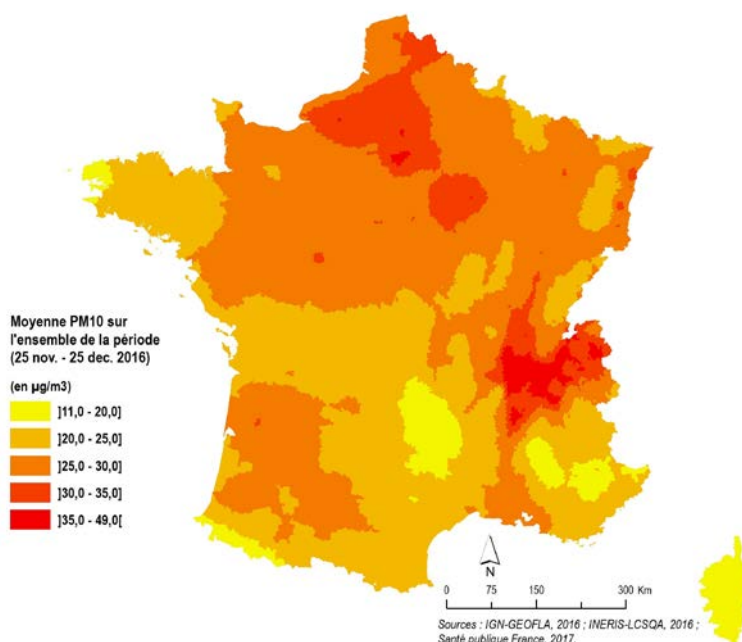 Moyenne PM10 sur
l'ensemble de la période
(25 nov. - 25 dec. 2016)
(en µg/m3)
]11,0 - 20,0]
]20,0 - 25,0]
]25,0 - 30,0]
]30,0 - 35,0]
]35,0 - 49,0[
N
0 75 150 300 Km
Sources : IGN-GEOFLA, 2016 ; INERIS-LCSQA, 2016 ;
Santé publique France, 2017.